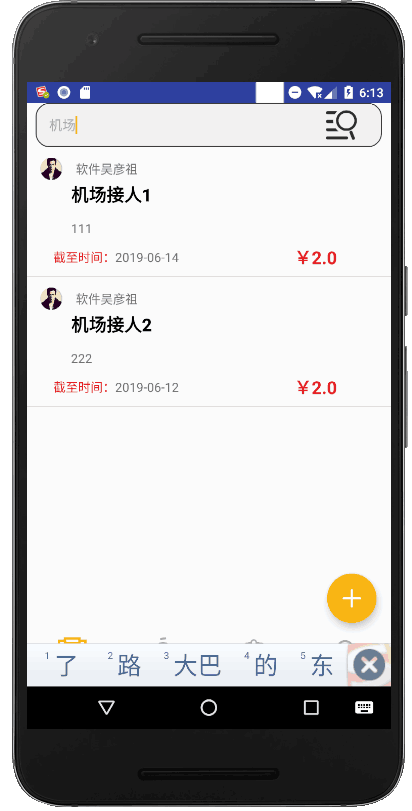 6:13
机场
软件吴彦祖
机场接人1
111
截至时间：2019-06-14 ￥2.0
软件吴彦祖
机场接人2
222
截至时间：2019-06-12 ￥2.0
1 了 2 路 3 大巴 4 的 5 东